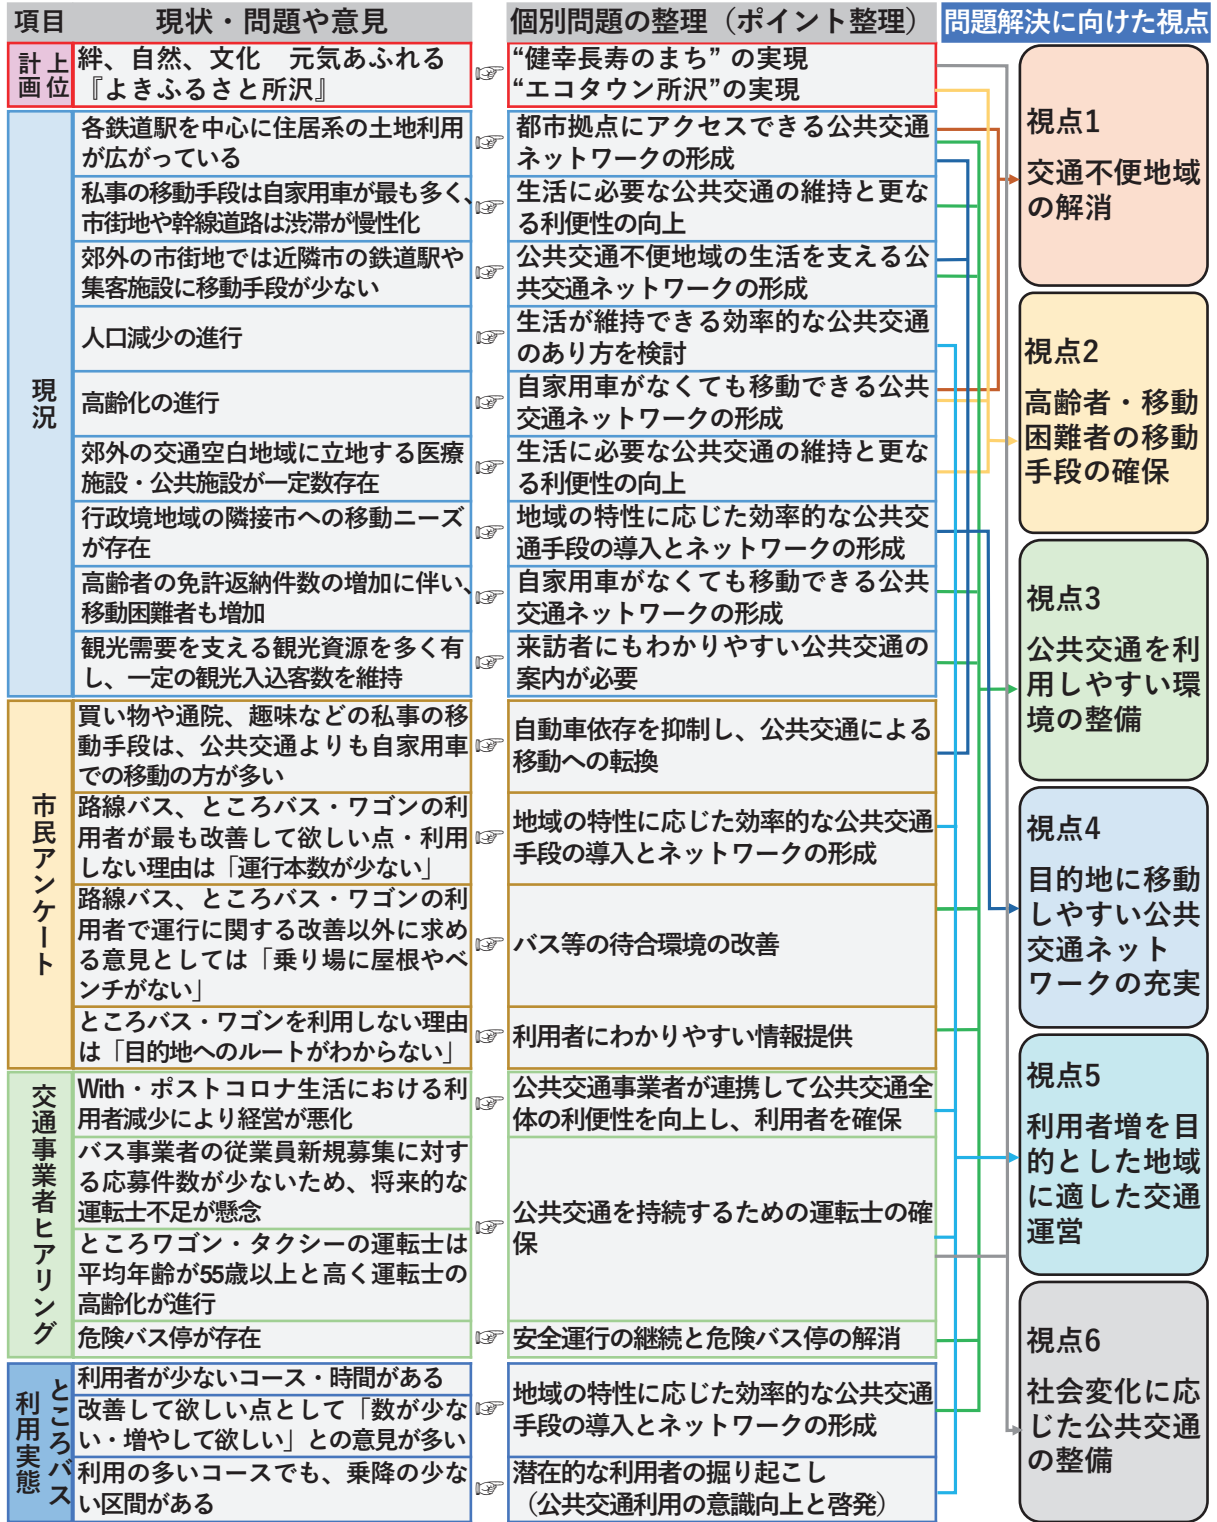 項目
現状・問題や意見
個別問題の整理（ポイント整理）
問題解決に向けた視点
上位
計画
絆、自然、文化　元気あふれる
『よきふるさと所沢』
☞
“健幸長寿のまち” の実現
“エコタウン所沢”の実現
現況
各鉄道駅を中心に住居系の土地利用
が広がっている
☞
都市拠点にアクセスできる公共交通
ネットワークの形成
私事の移動手段は自家用車が最も多く、
市街地や幹線道路は渋滞が慢性化
☞
生活に必要な公共交通の維持と更な
る利便性の向上
郊外の市街地では近隣市の鉄道駅や
集客施設に移動手段が少ない
☞
公共交通不便地域の生活を支える公
共交通ネットワークの形成
人口減少の進行
☞
生活が維持できる効率的な公共交通
のあり方を検討
高齢化の進行
☞
自家用車がなくても移動できる公共
交通ネットワークの形成
郊外の交通空白地域に立地する医療
施設・公共施設が一定数存在
☞
生活に必要な公共交通の維持と更な
る利便性の向上
行政境地域の隣接市への移動ニーズ
が存在
☞
地域の特性に応じた効率的な公共交
通手段の導入とネットワークの形成
高齢者の免許返納件数の増加に伴い、
移動困難者も増加
☞
自家用車がなくても移動できる公共
交通ネットワークの形成
観光需要を支える観光資源を多く有
し、一定の観光入込客数を維持
☞
来訪者にもわかりやすい公共交通の
案内が必要
市民アンケート
買い物や通院、趣味などの私事の移
動手段は、公共交通よりも自家用車
での移動の方が多い
☞
自動車依存を抑制し、公共交通による
移動への転換
路線バス、ところバス・ワゴンの利
用者が最も改善して欲しい点・利用
しない理由は「運行本数が少ない」
☞
地域の特性に応じた効率的な公共交通
手段の導入とネットワークの形成
路線バス、ところバス・ワゴンの利
用者で運行に関する改善以外に求め
る意見としては「乗り場に屋根やベ
ンチがない」
☞
バス等の待合環境の改善
ところバス・ワゴンを利用しない理由
は「目的地へのルートがわからない」
☞
利用者にわかりやすい情報提供
交通事業者ヒアリング
With・ポストコロナ生活における利
用者減少により経営が悪化
☞
公共交通事業者が連携して公共交通全
体の利便性を向上し、利用者を確保
バス事業者の従業員新規募集に対す
る応募件数が少ないため、将来的な
運転士不足が懸念
ところワゴン・タクシーの運転士は
平均年齢が55歳以上と高く運転士の
高齢化が進行
☞
公共交通を持続するための運転士の確
保
危険バス停が存在
☞
安全運行の継続と危険バス停の解消
ところバス
利用実態
利用者が少ないコース・時間がある
改善して欲しい点として「数が少な
い・増やして欲しい」との意見が多い
☞
地域の特性に応じた効率的な公共交通
手段の導入とネットワークの形成
利用の多いコースでも、乗降の少な
い区間がある
☞
潜在的な利用者の掘り起こし
（公共交通利用の意識向上と啓発）
視点1
交通不便地域
の解消
視点2
高齢者・移動
困難者の移動
手段の確保
視点3
公共交通を利
用しやすい環
境の整備
視点4
目的地に移動
しやすい公共
交通ネット
ワークの充実
視点5
利用者増を目
的とした地域
に適した交通
運営
視点6
社会変化に応
じた公共交通
の整備